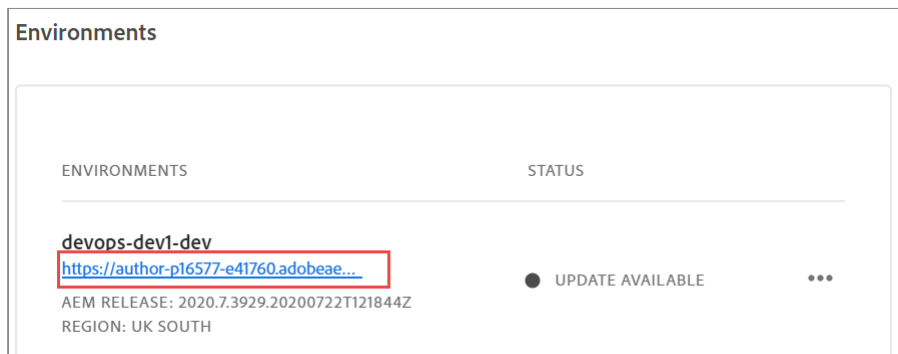 Environments
ENVIRONMENTS STATUS
devops-dev1-dev
https://author-p16577-e41760.adobeae...
UPDATE AVAILABLE
AEM RELEASE: 2020.7.3929.20200722T121844Z
REGION: UK SOUTH